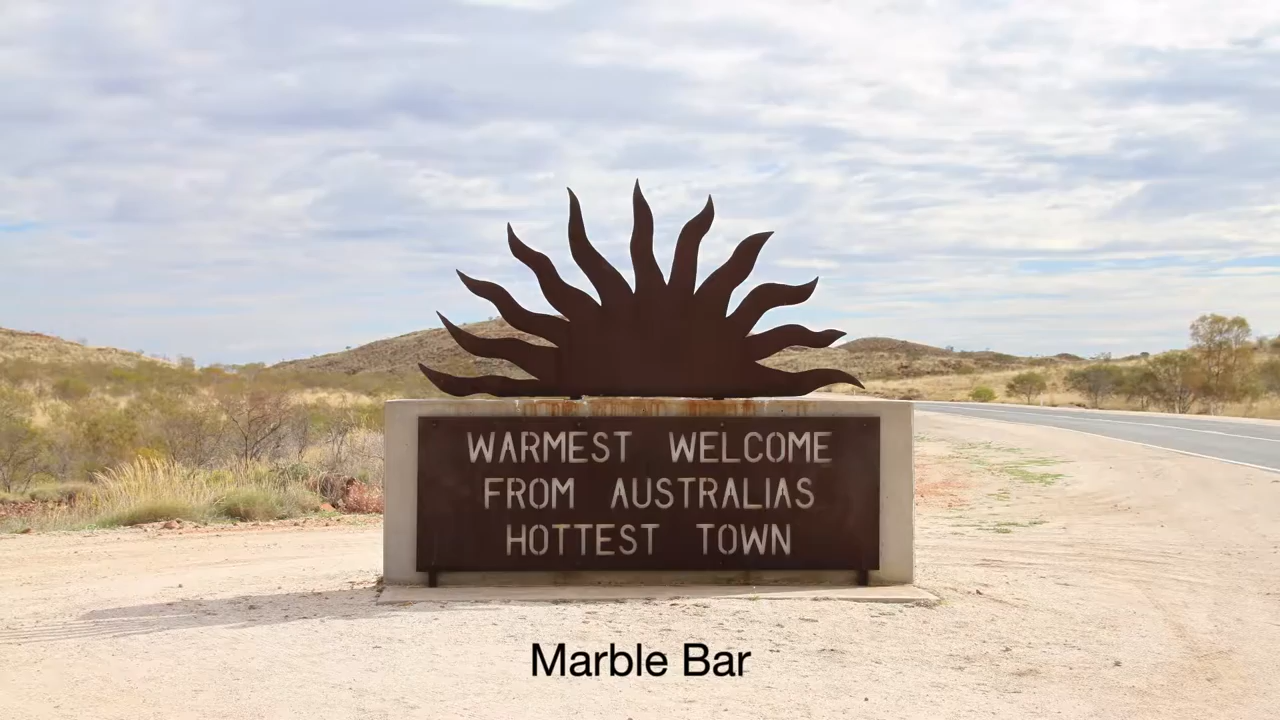 WARMEST WELCOME
FROM AUSTRALIAS
HOTTEST TOWN
Marble Bar